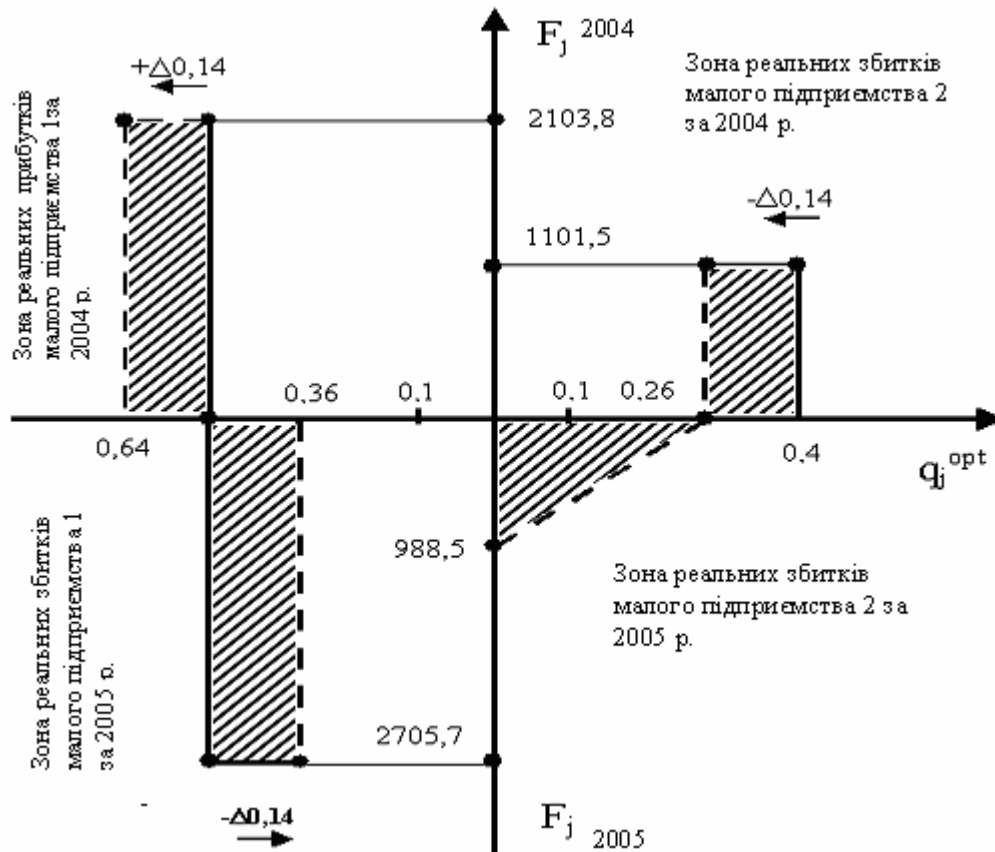 F j 2004
+Δ0,14
Зона реальних збитків
малого підприємства 2
за 2004 р.
Зона реальних прибутків
малого підприємства 1за
2004 р.
2103,8
-Δ0,14
1101,5
0,36
0.1
0.1
0,26
0,64
0,4
q j opt
Зона реальних збитків
малого підприємства 1
за 2005 р.
988,5
Зона реальних збитків
малого підприємства 2 за
2005 р.
2705,7
-Δ0,14
F j 2005